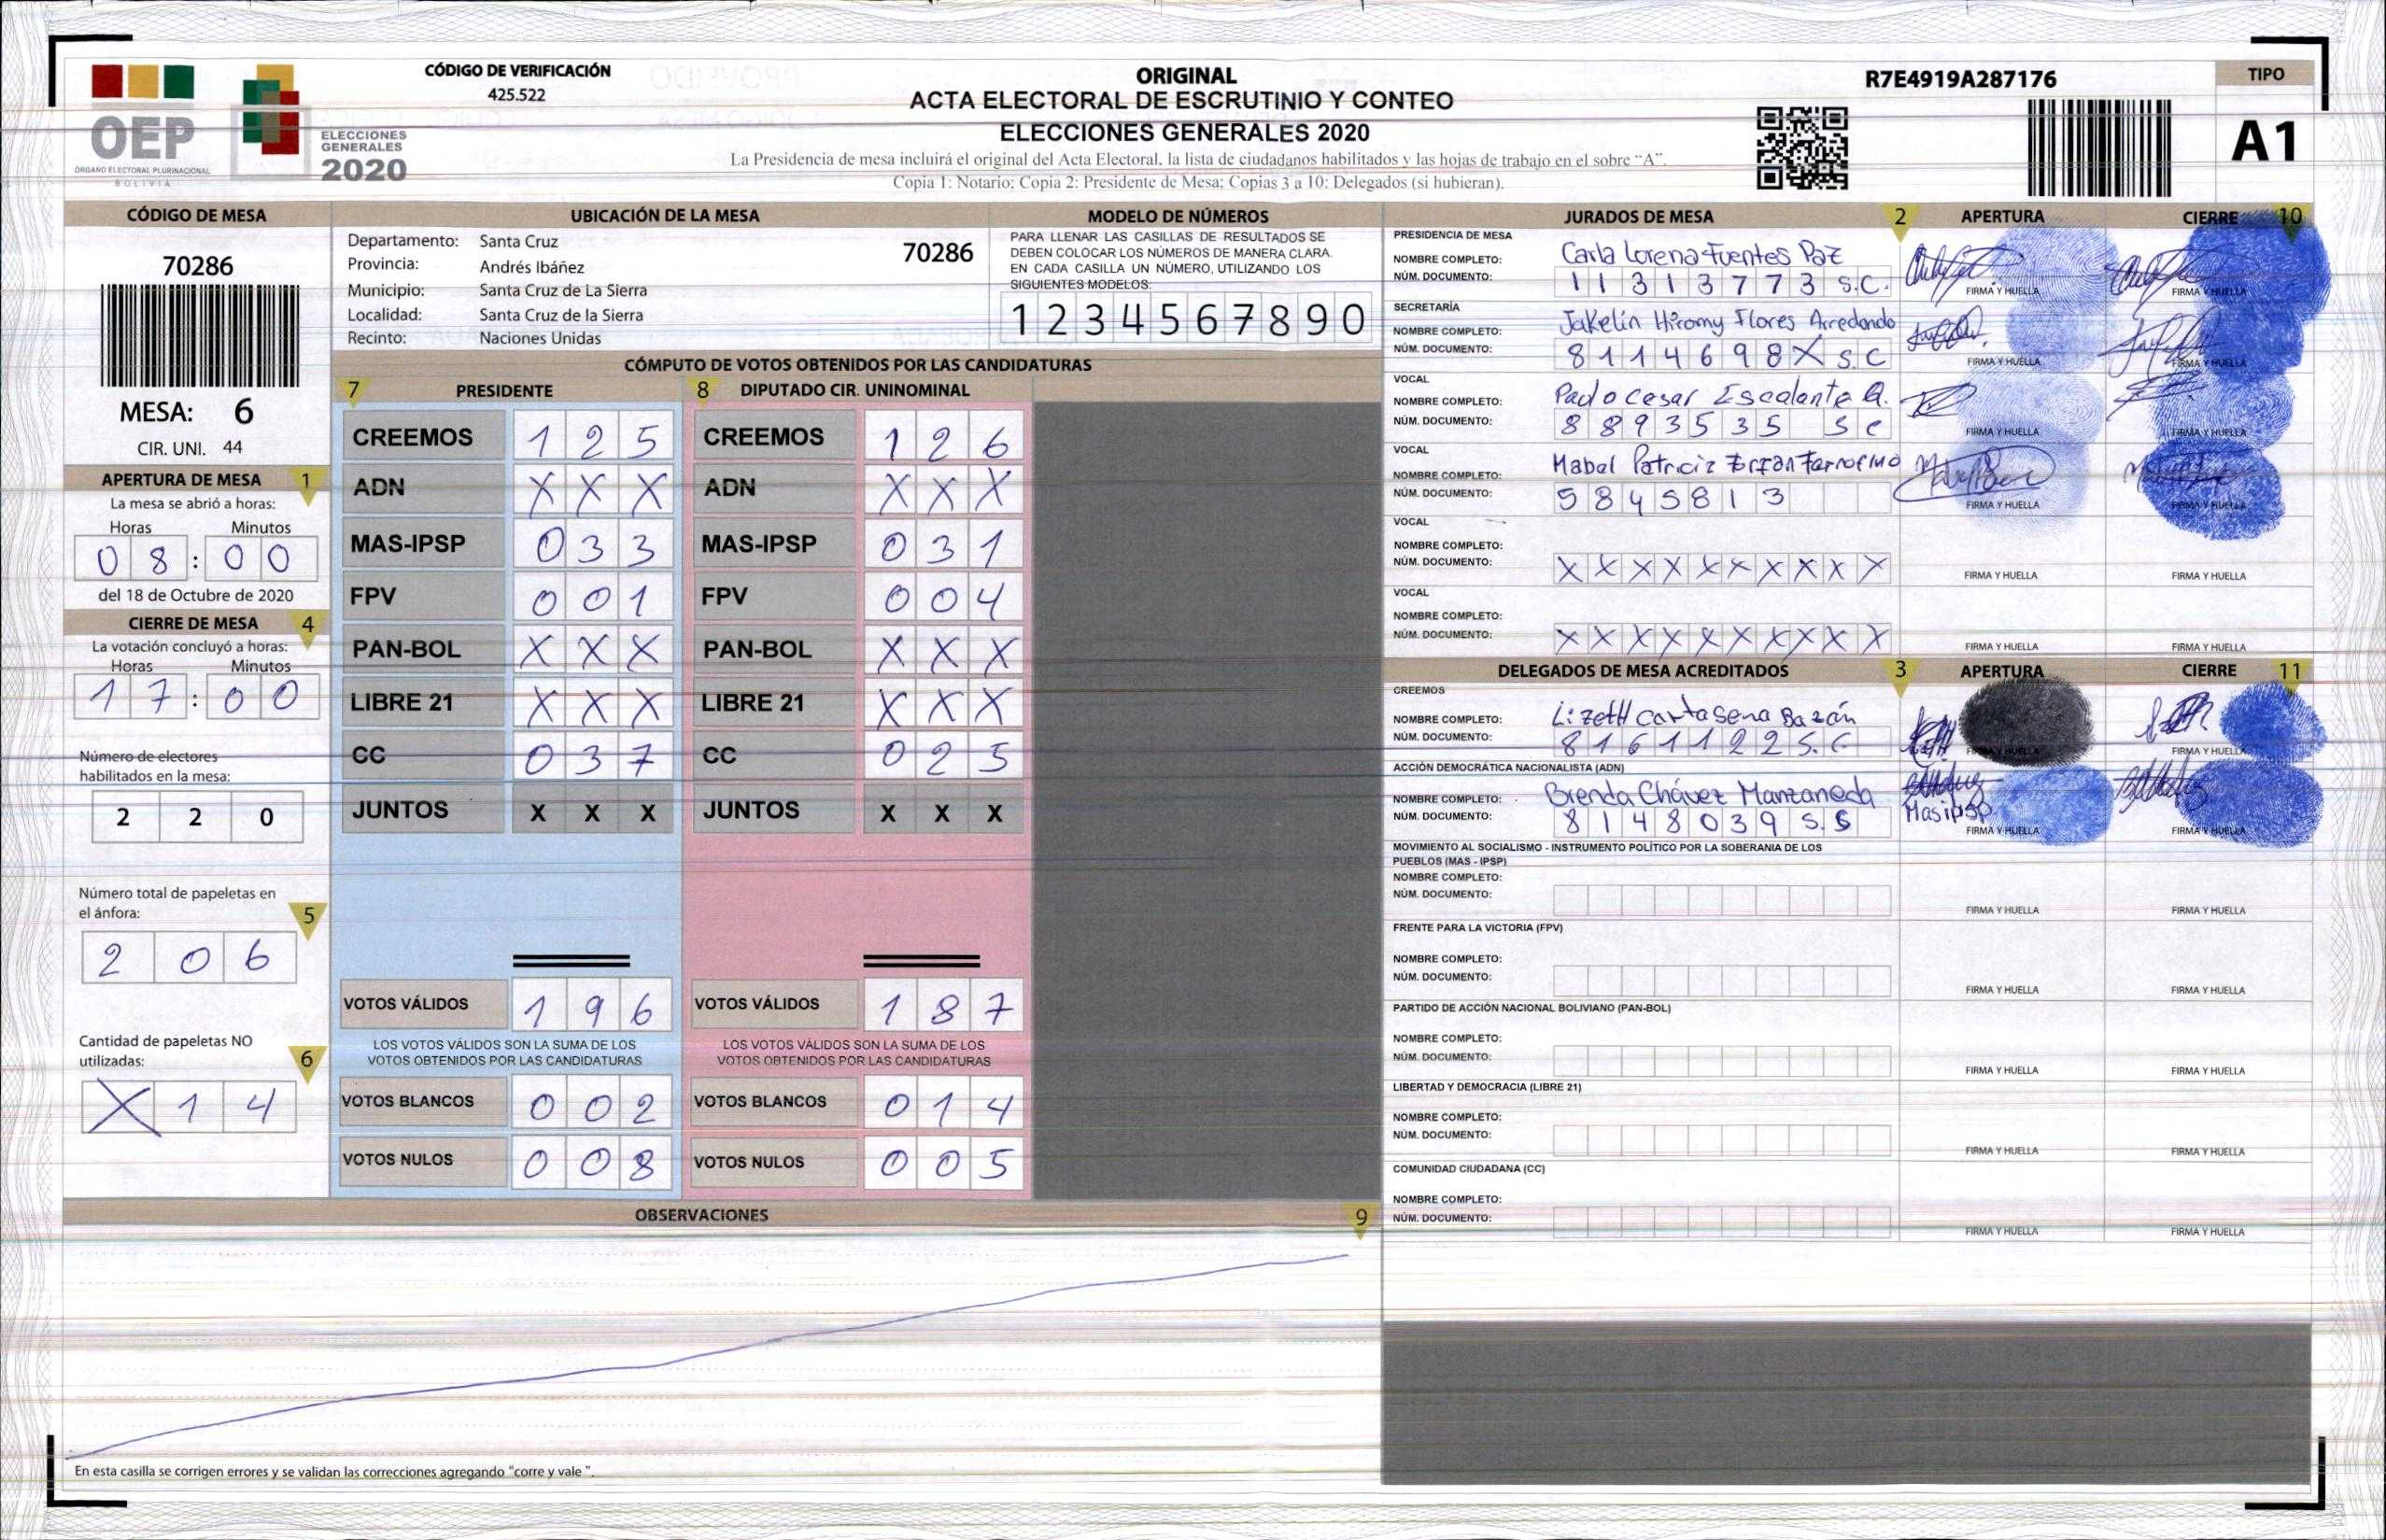 OEP
ÓRGANO ELECTORAL PLURINACIONAL
BOLIVIA
ELECCIONES
GENERALES
2020
CÓDIGO DE VERIFICACIÓN
425.522
ORIGINAL
ACTA ELECTORAL DE ESCRUTINIO Y CONTEO
ELECCIONES GENERALES 2020
La Presidencia de mesa incluirá el original del Acta Electoral, la lista de ciudadanos habilitados y las hojas de trabajo en el sobre "A".
Copia 1: Notario; Copia 2: Presidente de Mesa; Copias 3 a 10: Delegados (si hubieran).
R7E4919A287176
TIPO
A1
CÓDIGO DE MESA
70286
MESA: 6
CIR. UNI. 44
APERTURA DE MESA 1
La mesa se abrió a horas:
Horas Minutos
0 8 : 0 0
del 18 de Octubre de 2020
CIERRE DE MESA 4
La votación concluyó a horas:
Horas Minutos
1 7 : 0 0
Número de electores
habilitados en la mesa:
2 2 0
Número total de papeletas en
el ánfora: 5
2 0 6
Cantidad de papeletas NO
utilizadas: 6
X 1 4
UBICACIÓN DE LA MESA
Departamento: Santa Cruz 70286
Provincia: Andrés Ibáñez
Municipio: Santa Cruz de La Sierra
Localidad: Santa Cruz de la Sierra
Recinto: Naciones Unidas
MODELO DE NÚMEROS
PARA LLENAR LAS CASILLAS DE RESULTADOS SE
DEBEN COLOCAR LOS NÚMEROS DE MANERA CLARA.
EN CADA CASILLA UN NÚMERO, UTILIZANDO LOS
SIGUIENTES MODELOS:
1 2 3 4 5 6 7 8 9 0
CÓMPUTO DE VOTOS OBTENIDOS POR LAS CANDIDATURAS
7 PRESIDENTE
CREEMOS 1 2 5
ADN X X X
MAS-IPSP 0 3 3
FPV 0 0 1
PAN-BOL X X X
LIBRE 21 X X X
CC 0 3 7
JUNTOS X X X
VOTOS VÁLIDOS 1 9 6
LOS VOTOS VÁLIDOS SON LA SUMA DE LOS
VOTOS OBTENIDOS POR LAS CANDIDATURAS
VOTOS BLANCOS 0 0 2
VOTOS NULOS 0 0 8
8 DIPUTADO CIR. UNINOMINAL
CREEMOS 1 2 6
ADN X X X
MAS-IPSP 0 3 1
FPV 0 0 4
PAN-BOL X X X
LIBRE 21 X X X
CC 0 2 5
JUNTOS X X X
VOTOS VÁLIDOS 1 8 7
LOS VOTOS VÁLIDOS SON LA SUMA DE LOS
VOTOS OBTENIDOS POR LAS CANDIDATURAS
VOTOS BLANCOS 0 1 4
VOTOS NULOS 0 0 5
OBSERVACIONES 9
En esta casilla se corrigen errores y se validan las correcciones agregando "corre y vale ".
JURADOS DE MESA 2 APERTURA CIERRE 10
PRESIDENCIA DE MESA
NOMBRE COMPLETO: Carla Lorena Fuentes Paz
NÚM. DOCUMENTO: 1 1 3 1 3 7 7 3 S.C. FIRMA Y HUELLA FIRMA Y HUELLA
SECRETARÍA
NOMBRE COMPLETO: Jakelin Hiromy Flores Arredondo
NÚM. DOCUMENTO: 8 1 1 4 6 9 8 X S C FIRMA Y HUELLA FIRMA Y HUELLA
VOCAL
NOMBRE COMPLETO: Paolo Cesar Escalante Q.
NÚM. DOCUMENTO: 8 8 9 3 5 3 5 S C FIRMA Y HUELLA FIRMA Y HUELLA
VOCAL
NOMBRE COMPLETO: Mabel Patricia
NÚM. DOCUMENTO: 5 8 4 5 8 1 3 FIRMA Y HUELLA FIRMA Y HUELLA
VOCAL
NOMBRE COMPLETO:
NÚM. DOCUMENTO: X X X X X X X X X X FIRMA Y HUELLA FIRMA Y HUELLA
VOCAL
NOMBRE COMPLETO:
NÚM. DOCUMENTO: X X X X X X X X X X FIRMA Y HUELLA FIRMA Y HUELLA
DELEGADOS DE MESA ACREDITADOS 3 APERTURA CIERRE 11
CREEMOS
NOMBRE COMPLETO: Lizeth Cartagena Bazán
NÚM. DOCUMENTO: 8 1 6 1 1 2 2 S. C FIRMA Y HUELLA FIRMA Y HUELLA
ACCIÓN DEMOCRÁTICA NACIONALISTA (ADN)
NOMBRE COMPLETO: Brenda Chávez Manzaneda
Masipsp
NÚM. DOCUMENTO: 8 1 4 8 0 3 9 S. FIRMA Y HUELLA FIRMA Y HUELLA
MOVIMIENTO AL SOCIALISMO - INSTRUMENTO POLÍTICO POR LA SOBERANIA DE LOS
PUEBLOS (MAS - IPSP)
NOMBRE COMPLETO:
NÚM. DOCUMENTO: FIRMA Y HUELLA FIRMA Y HUELLA
FRENTE PARA LA VICTORIA (FPV)
NOMBRE COMPLETO:
NÚM. DOCUMENTO: FIRMA Y HUELLA FIRMA Y HUELLA
PARTIDO DE ACCIÓN NACIONAL BOLIVIANO (PAN-BOL)
NOMBRE COMPLETO:
NÚM. DOCUMENTO: FIRMA Y HUELLA FIRMA Y HUELLA
LIBERTAD Y DEMOCRACIA (LIBRE 21)
NOMBRE COMPLETO:
NÚM. DOCUMENTO: FIRMA Y HUELLA FIRMA Y HUELLA
COMUNIDAD CIUDADANA (CC)
NOMBRE COMPLETO:
NÚM. DOCUMENTO: FIRMA Y HUELLA FIRMA Y HUELLA